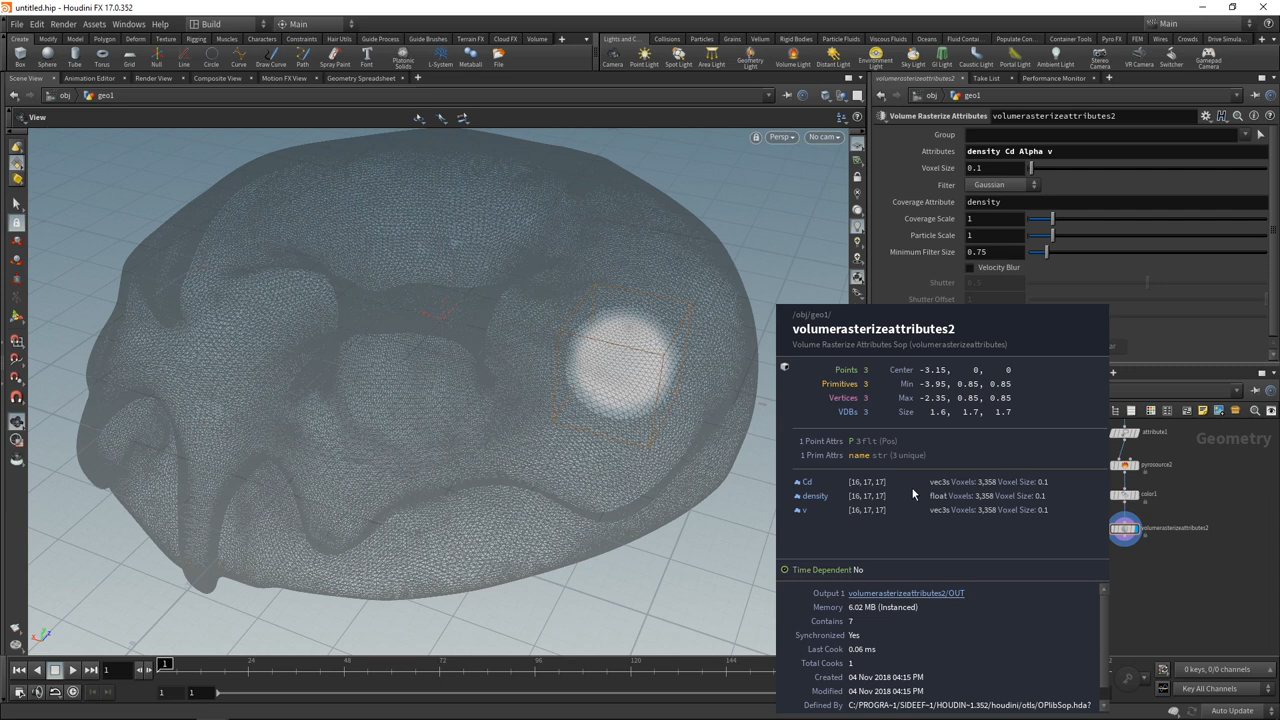 untitled.hip - Houdini FX 17.0.352
File Edit Render Assets Windows Help Build Main Main
Create Modify Model Polygon Deform Texture Rigging Muscles Characters Constraints Hair Utils Guide Process Guide Brushes Terrain FX Cloud FX Volume
Lights and C... Collisions Particles Grains Vellum Rigid Bodies Particle Fluids Viscous Fluids Oceans Fluid Contai... Populate Con... Container Tools Pyro FX FEM Wires Crowds Drive Simula...
Box Sphere Tube Torus Grid Null Line Circle Curve Draw Curve Path Spray Paint Font Platonic Solids L-System Metaball File
Camera Point Light Spot Light Area Light Geometry Light Volume Light Distant Light Environment Light Sky Light GI Light Caustic Light Portal Light Ambient Light Stereo Camera VR Camera Switcher Gamepad Camera
Scene View Animation Editor Render View Composite View Motion FX View Geometry Spreadsheet
volumerasterizeattributes2 Take List Performance Monitor
obj geo1
obj geo1
View
Persp No cam
Volume Rasterize Attributes volumerasterizeattributes2
Group
Attributes density Cd Alpha v
Voxel Size 0.1
Filter Gaussian
Coverage Attribute density
Coverage Scale 1
Particle Scale 1
Minimum Filter Size 0.75
Velocity Blur
Shutter 0.5
Shutter Offset
/obj/geo1/
volumerasterizeattributes2
Volume Rasterize Attributes Sop (volumerasterizeattributes)
Points 3 Center -3.15, 0, 0
Primitives 3 Min -3.95, 0.85, 0.85
Vertices 3 Max -2.35, 0.85, 0.85
VDBs 3 Size 1.6, 1.7, 1.7
1 Point Attrs P 3flt (Pos)
1 Prim Attrs name str (3 unique)
Cd [16, 17, 17] vec3s Voxels: 3,358 Voxel Size: 0.1
density [16, 17, 17] float Voxels: 3,358 Voxel Size: 0.1
v [16, 17, 17] vec3s Voxels: 3,358 Voxel Size: 0.1
Time Dependent No
Output 1 volumerasterizeattributes2/OUT
Memory 6.02 MB (Instanced)
Contains 7
Synchronized Yes
Last Cook 0.06 ms
Total Cooks 1
Created 04 Nov 2018 04:15 PM
Modified 04 Nov 2018 04:15 PM
Defined By C:/PROGRA~1/SIDEEF~1/HOUDIN~1.352/houdini/otls/OPlibSop.hda?
attribute1
Geometry
pyrosource2
color1
volumerasterizeattributes2
1 1 24 48 72 96 120 144
1 1
0 keys, 0/0 channels
Key All Channels
Auto Update